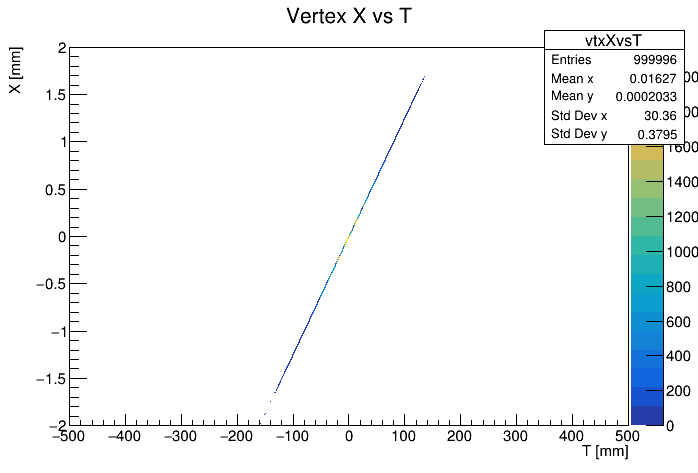 Vertex X vs T
X [mm]
vtxXvsT
Entries 999996
Mean x 0.01627
Mean y 0.0002033
Std Dev x 30.36
Std Dev y 0.3795
2
1.5
1
0.5
0
−0.5
−1
−1.5
−2
−500 −400 −300 −200 −100 0 100 200 300 400 500
T [mm]
1600
1400
1200
1000
800
600
400
200
0